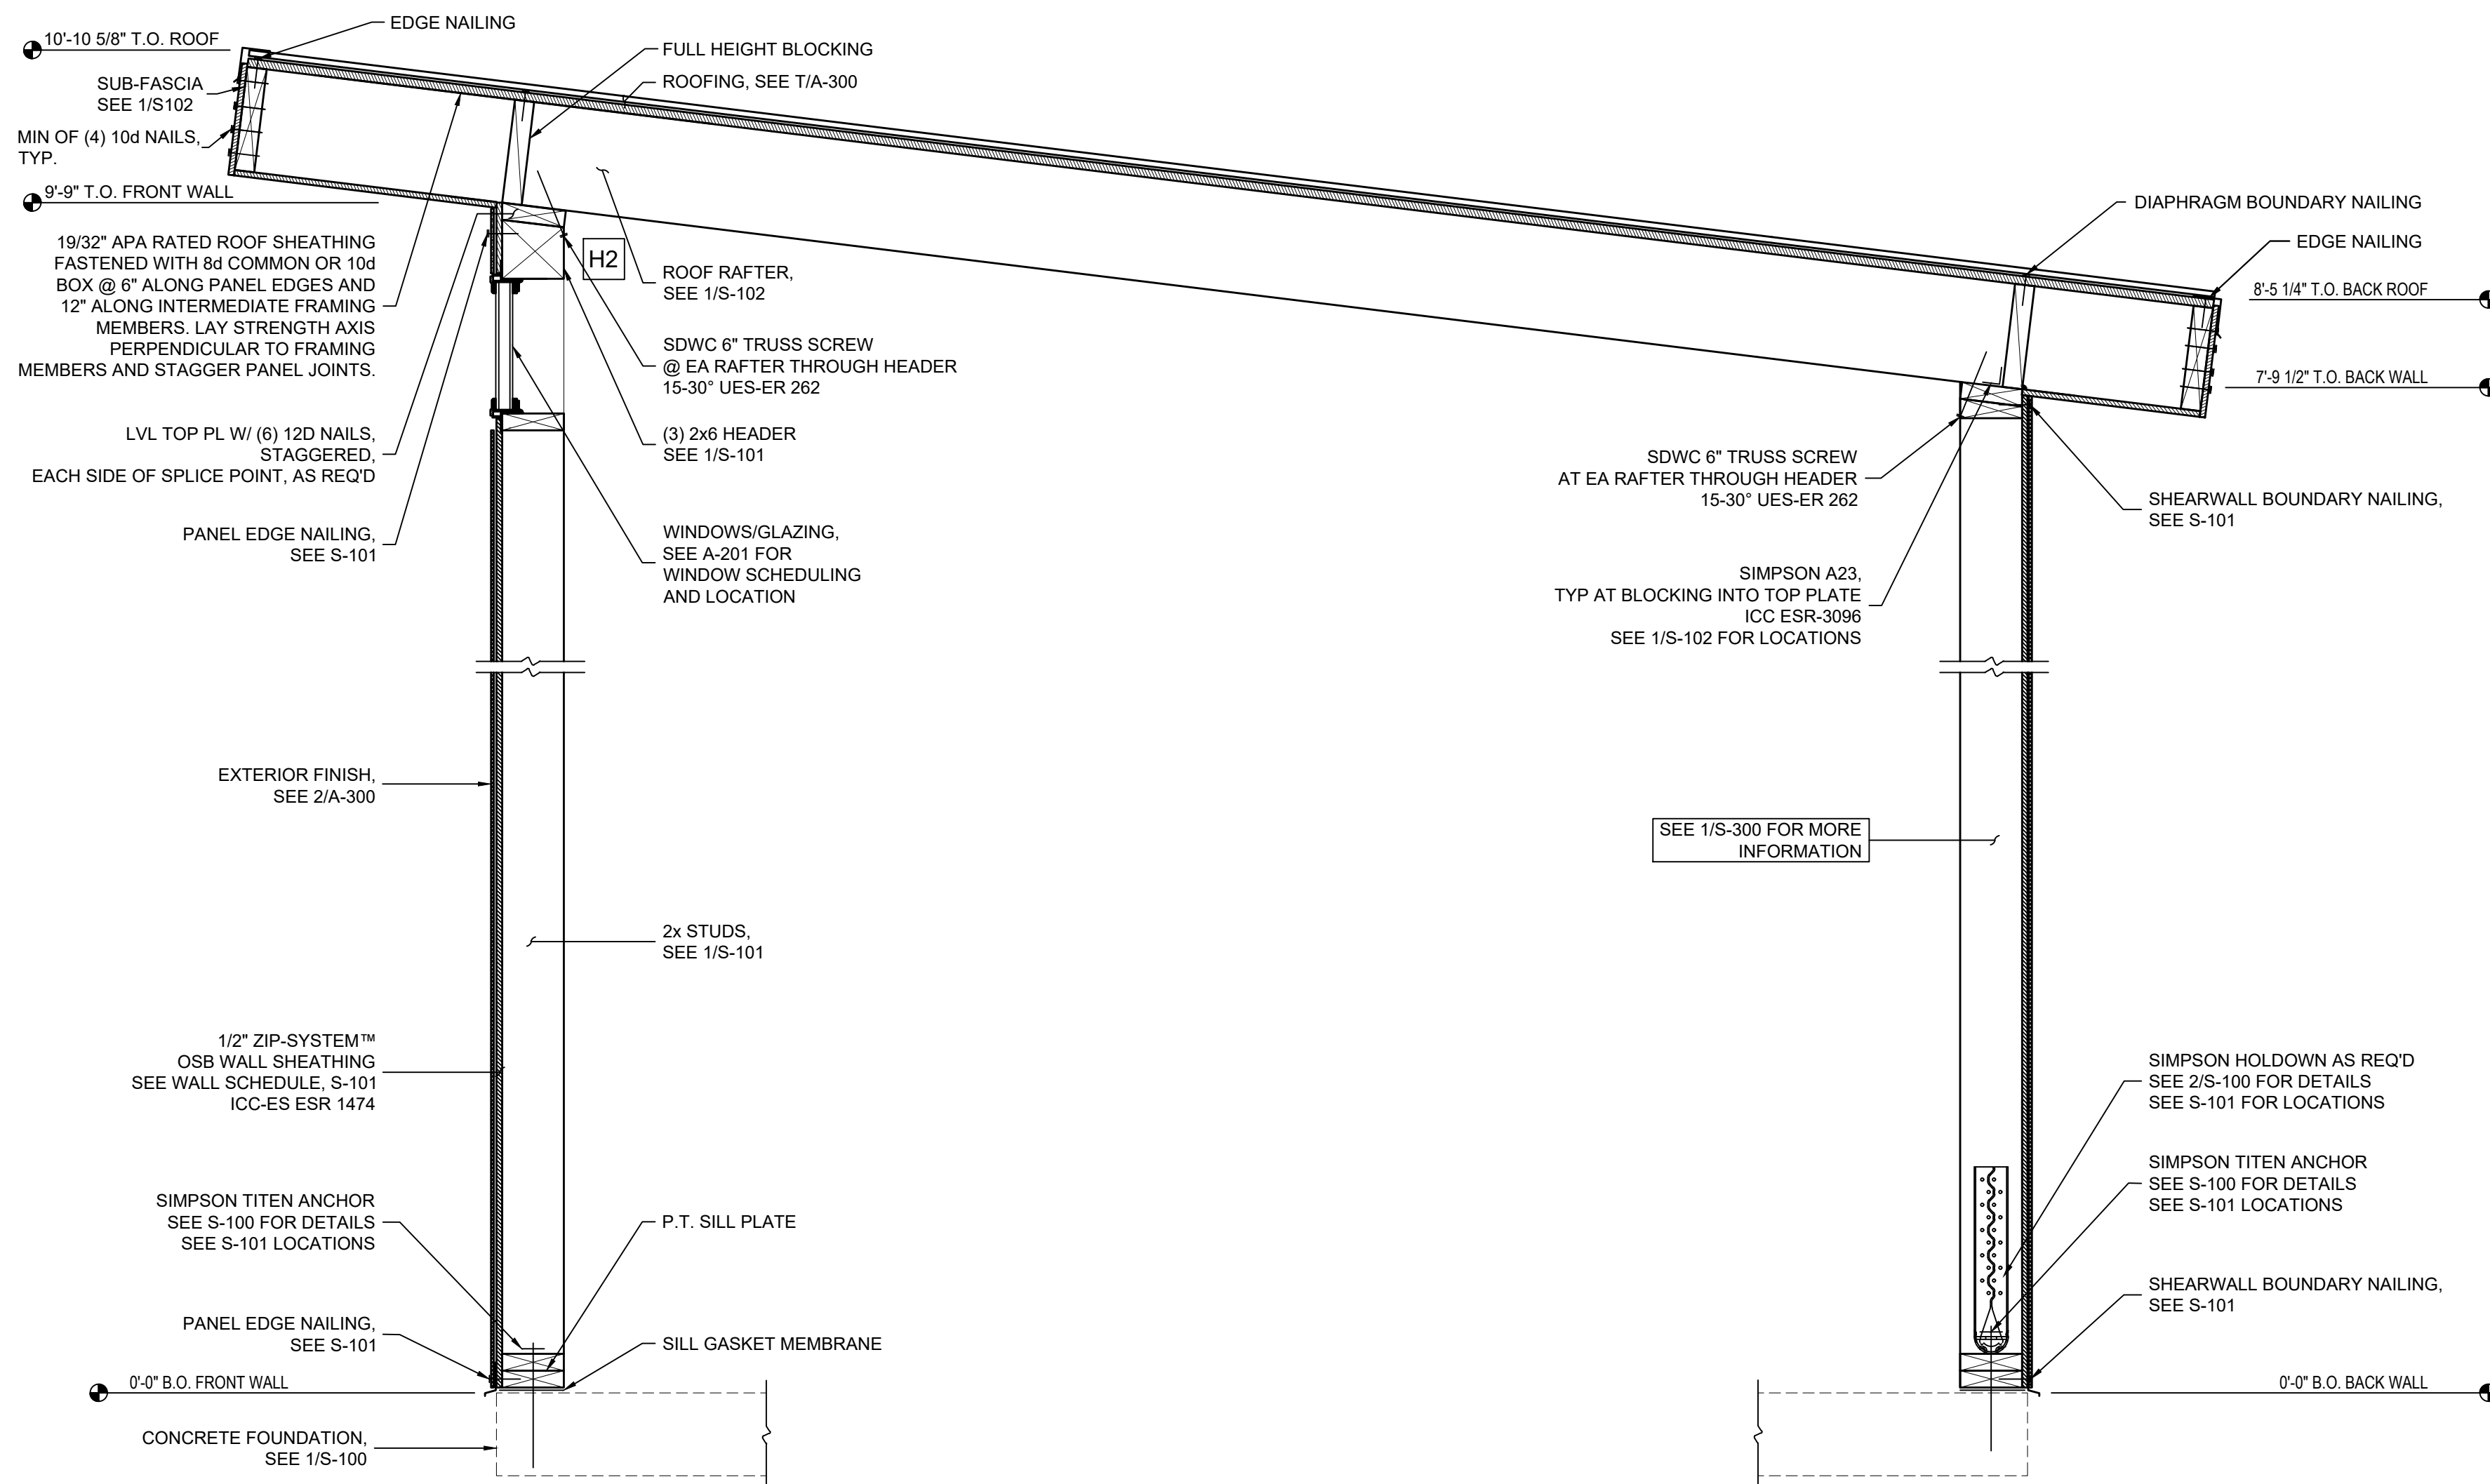 EDGE NAILING
10'-10 5/8" T.O. ROOF
FULL HEIGHT BLOCKING
ROOFING, SEE T/A-300
SUB-FASCIA
SEE 1/S102
MIN OF (4) 10d NAILS,
TYP.
9'-9" T.O. FRONT WALL
19/32" APA RATED ROOF SHEATHING
FASTENED WITH 8d COMMON OR 10d
BOX @ 6" ALONG PANEL EDGES AND
12" ALONG INTERMEDIATE FRAMING
MEMBERS. LAY STRENGTH AXIS
PERPENDICULAR TO FRAMING
MEMBERS AND STAGGER PANEL JOINTS.
H2
ROOF RAFTER,
SEE 1/S-102
SDWC 6" TRUSS SCREW
@ EA RAFTER THROUGH HEADER
15-30° UES-ER 262
LVL TOP PL W/ (6) 12D NAILS,
STAGGERED,
EACH SIDE OF SPLICE POINT, AS REQ'D
(3) 2x6 HEADER
SEE 1/S-101
PANEL EDGE NAILING,
SEE S-101
WINDOWS/GLAZING,
SEE A-201 FOR
WINDOW SCHEDULING
AND LOCATION
DIAPHRAGM BOUNDARY NAILING
EDGE NAILING
8'-5 1/4" T.O. BACK ROOF
7'-9 1/2" T.O. BACK WALL
SDWC 6" TRUSS SCREW
AT EA RAFTER THROUGH HEADER
15-30° UES-ER 262
SHEARWALL BOUNDARY NAILING,
SEE S-101
SIMPSON A23,
TYP AT BLOCKING INTO TOP PLATE
ICC ESR-3096
SEE 1/S-102 FOR LOCATIONS
EXTERIOR FINISH,
SEE 2/A-300
SEE 1/S-300 FOR MORE
INFORMATION
2x STUDS,
SEE 1/S-101
1/2" ZIP-SYSTEM™
OSB WALL SHEATHING
SEE WALL SCHEDULE, S-101
ICC-ES ESR 1474
SIMPSON HOLDOWN AS REQ'D
SEE 2/S-100 FOR DETAILS
SEE S-101 FOR LOCATIONS
SIMPSON TITEN ANCHOR
SEE S-100 FOR DETAILS
SEE S-101 LOCATIONS
P.T. SILL PLATE
SIMPSON TITEN ANCHOR
SEE S-100 FOR DETAILS
SEE S-101 LOCATIONS
PANEL EDGE NAILING,
SEE S-101
SILL GASKET MEMBRANE
SHEARWALL BOUNDARY NAILING,
SEE S-101
0'-0" B.O. FRONT WALL
0'-0" B.O. BACK WALL
CONCRETE FOUNDATION,
SEE 1/S-100